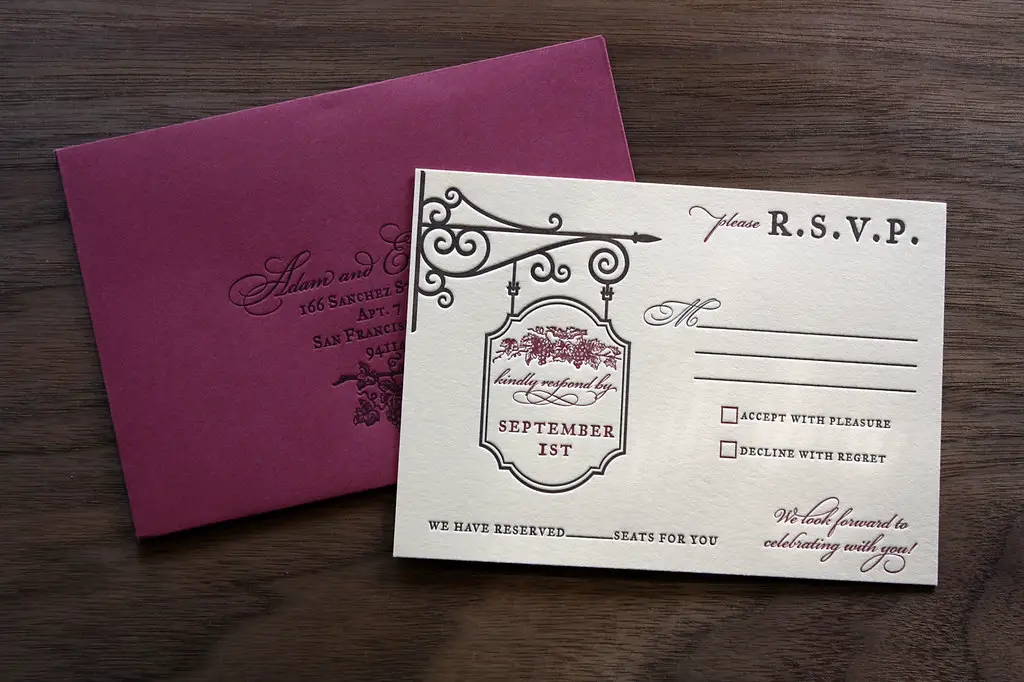 Adam and
166 Sanchez
Apt. 7
San Francis
9411
please R.S.V.P.
M
kindly respond by
SEPTEMBER
1ST
ACCEPT WITH PLEASURE
DECLINE WITH REGRET
WE HAVE RESERVED SEATS FOR YOU
We look forward to
celebrating with you!